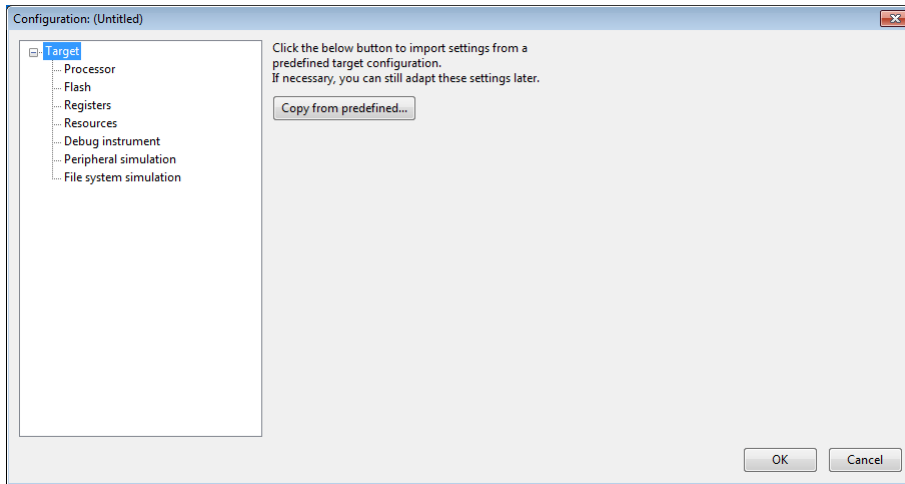 Configuration: (Untitled)
Target
Processor
Flash
Registers
Resources
Debug instrument
Peripheral simulation
File system simulation
Click the below button to import settings from a
predefined target configuration.
If necessary, you can still adapt these settings later.
Copy from predefined...
OK
Cancel